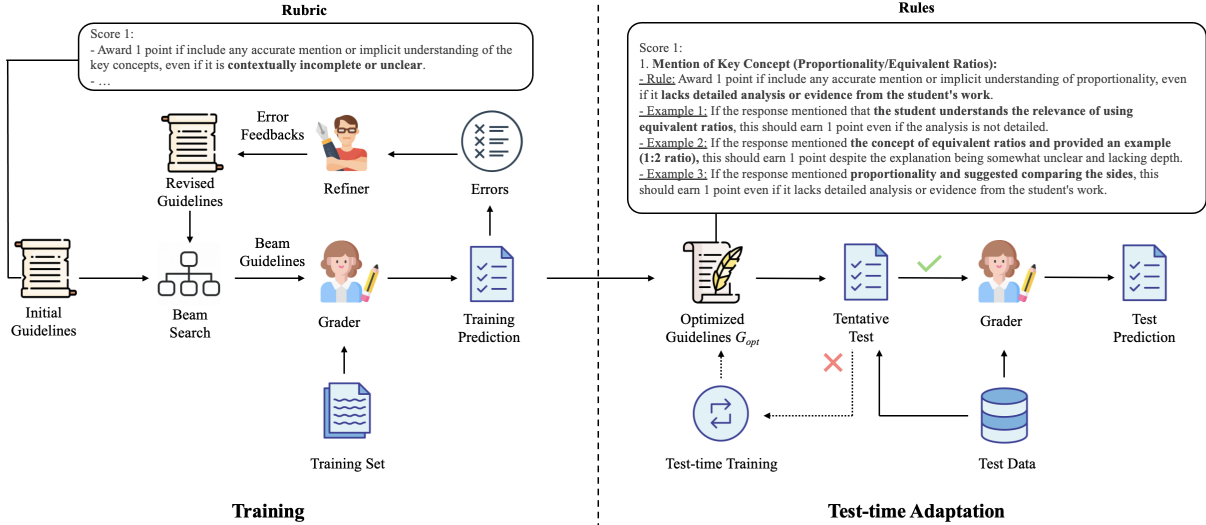 Rubric
Score 1:
- Award 1 point if include any accurate mention or implicit understanding of the
key concepts, even if it is contextually incomplete or unclear.
- ...
Error
Feedbacks
Revised
Guidelines
Refiner
Errors
Initial
Guidelines
Beam
Search
Beam
Guidelines
Grader
Training
Prediction
Training Set
Training
Rules
Score 1:
1. Mention of Key Concept (Proportionality/Equivalent Ratios):
- Rule: Award 1 point if include any accurate mention or implicit understanding of proportionality, even
if it lacks detailed analysis or evidence from the student's work.
- Example 1: If the response mentioned that the student understands the relevance of using
equivalent ratios, this should earn 1 point even if the analysis is not detailed.
- Example 2: If the response mentioned the concept of equivalent ratios and provided an example
(1:2 ratio), this should earn 1 point despite the explanation being somewhat unclear and lacking depth.
- Example 3: If the response mentioned proportionality and suggested comparing the sides, this
should earn 1 point even if it lacks detailed analysis or evidence from the student's work.
Optimized
Guidelines G_opt
Tentative
Test
Grader
Test
Prediction
Test-time Training
Test Data
Test-time Adaptation